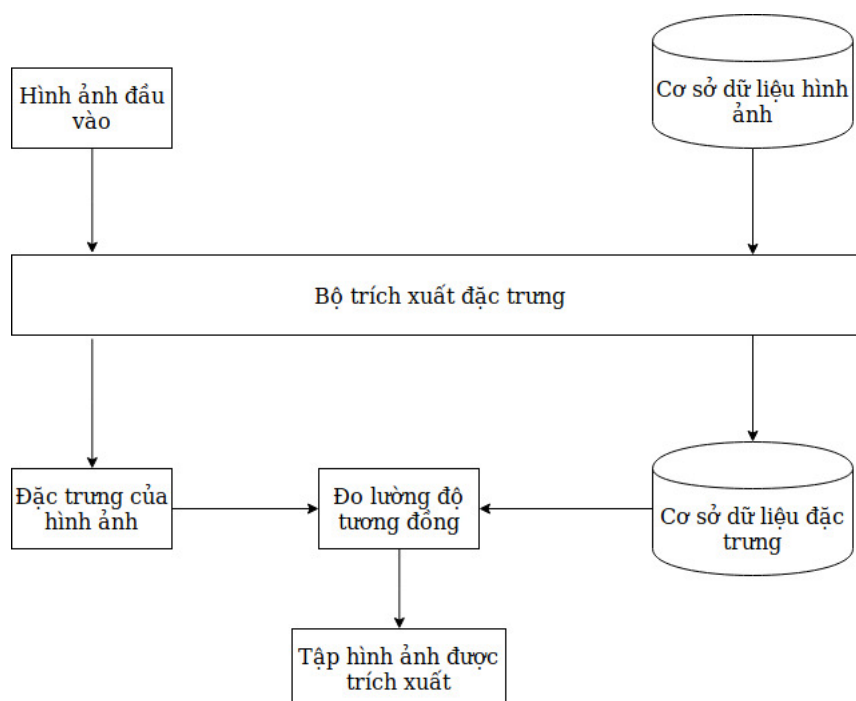 Hình ảnh đầu
vào
Cơ sở dữ liệu hình
ảnh
Bộ trích xuất đặc trưng
Đặc trưng của
hình ảnh
Đo lường độ
tương đồng
Cơ sở dữ liệu đặc
trưng
Tập hình ảnh được
trích xuất